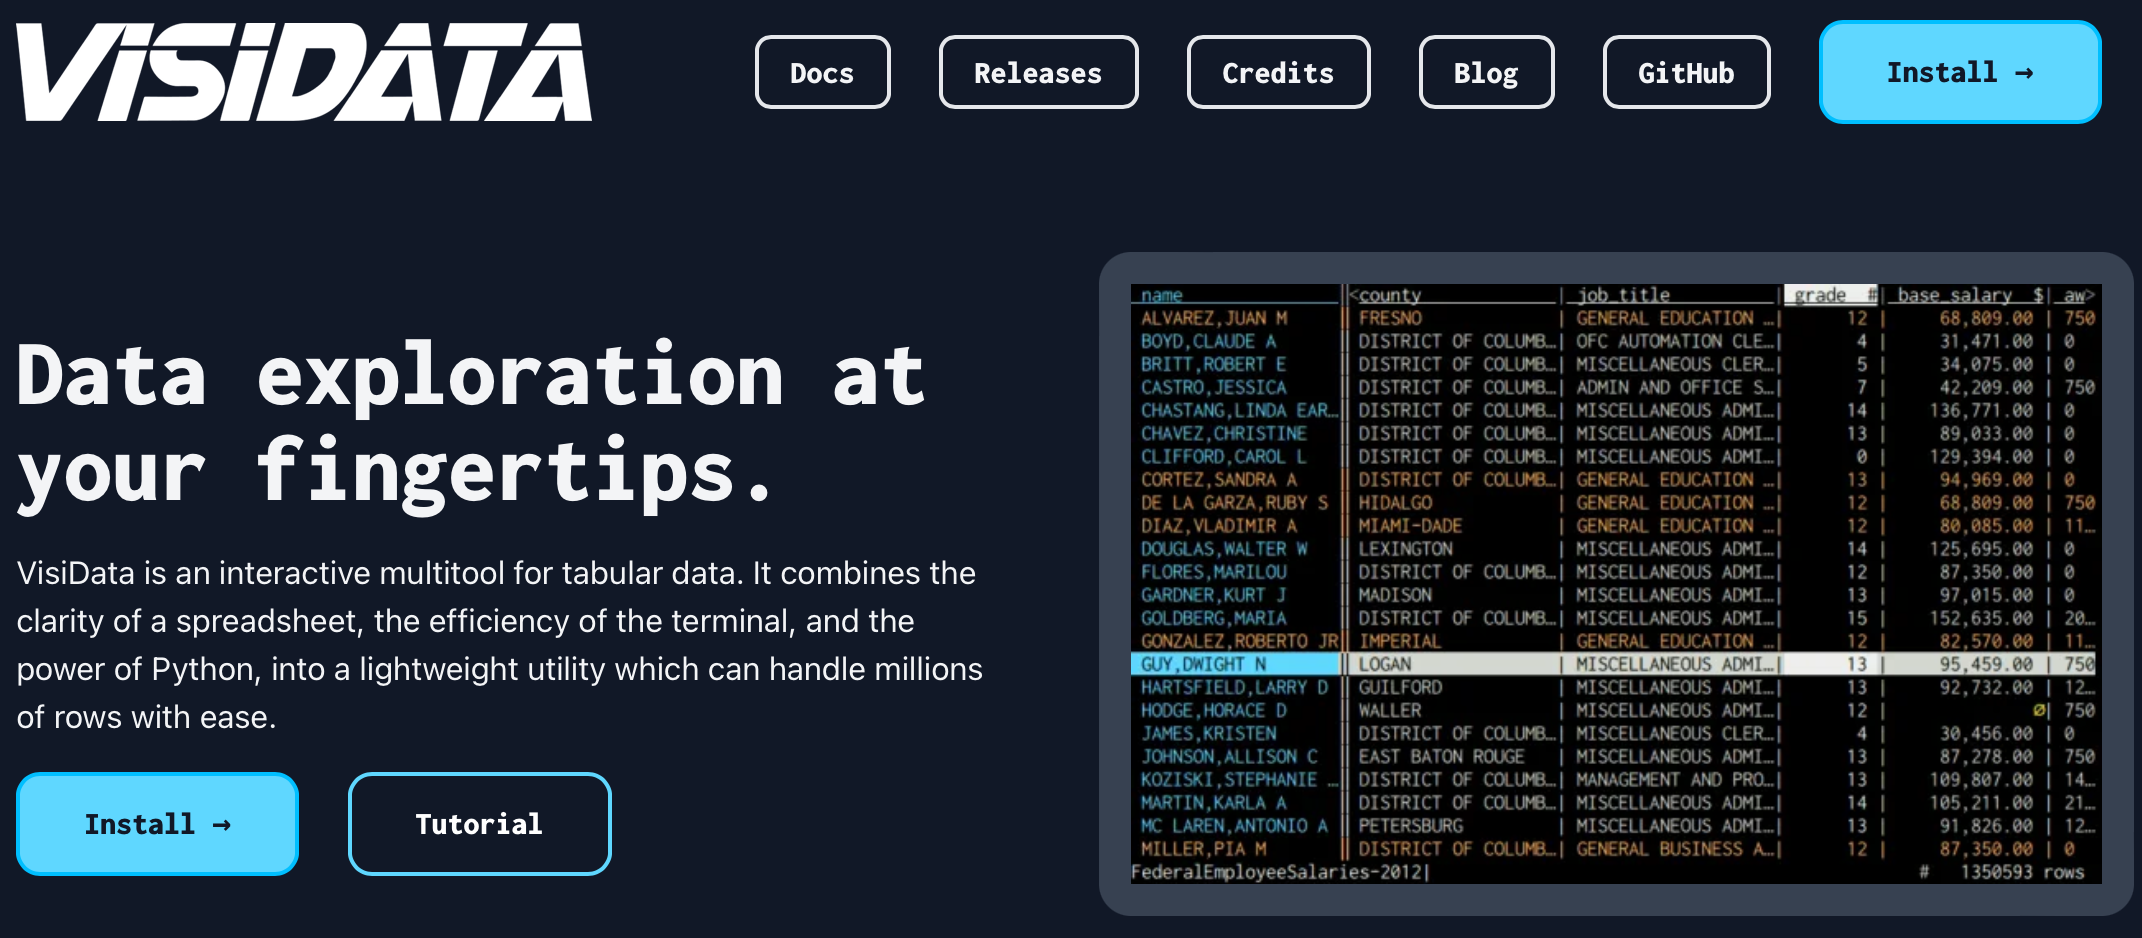 VISIDATA
Docs Releases Credits Blog GitHub Install →
Data exploration at
your fingertips.
VisiData is an interactive multitool for tabular data. It combines the
clarity of a spreadsheet, the efficiency of the terminal, and the
power of Python, into a lightweight utility which can handle millions
of rows with ease.
Install → Tutorial
name ‖<county | job_title | grade #| base_salary $| aw>
ALVAREZ,JUAN M ‖ FRESNO | GENERAL EDUCATION …| 12 | 68,809.00 | 750
BOYD,CLAUDE A ‖ DISTRICT OF COLUMB…| OFC AUTOMATION CLE…| 4 | 31,471.00 | 0
BRITT,ROBERT E ‖ DISTRICT OF COLUMB…| MISCELLANEOUS CLER…| 5 | 34,075.00 | 0
CASTRO,JESSICA ‖ DISTRICT OF COLUMB…| ADMIN AND OFFICE S…| 7 | 42,209.00 | 750
CHASTANG,LINDA EAR…‖ DISTRICT OF COLUMB…| MISCELLANEOUS ADMI…| 14 | 136,771.00 | 0
CHAVEZ,CHRISTINE ‖ DISTRICT OF COLUMB…| MISCELLANEOUS ADMI…| 13 | 89,033.00 | 0
CLIFFORD,CAROL L ‖ DISTRICT OF COLUMB…| MISCELLANEOUS ADMI…| 0 | 129,394.00 | 0
CORTEZ,SANDRA A ‖ DISTRICT OF COLUMB…| GENERAL EDUCATION …| 13 | 94,969.00 | 0
DE LA GARZA,RUBY S ‖ HIDALGO | GENERAL EDUCATION …| 12 | 68,809.00 | 750
DIAZ,VLADIMIR A ‖ MIAMI-DADE | GENERAL EDUCATION …| 12 | 80,085.00 | 11…
DOUGLAS,WALTER W ‖ LEXINGTON | MISCELLANEOUS ADMI…| 14 | 125,695.00 | 0
FLORES,MARILOU ‖ DISTRICT OF COLUMB…| MISCELLANEOUS ADMI…| 12 | 87,350.00 | 0
GARDNER,KURT J ‖ MADISON | MISCELLANEOUS ADMI…| 13 | 97,015.00 | 0
GOLDBERG,MARIA ‖ DISTRICT OF COLUMB…| MISCELLANEOUS ADMI…| 15 | 152,635.00 | 20…
GONZALEZ,ROBERTO JR‖ IMPERIAL | GENERAL EDUCATION …| 12 | 82,570.00 | 11…
GUY,DWIGHT N ‖ LOGAN | MISCELLANEOUS ADMI…| 13 | 95,459.00 | 750
HARTSFIELD,LARRY D ‖ GUILFORD | MISCELLANEOUS ADMI…| 13 | 92,732.00 | 12…
HODGE,HORACE D ‖ WALLER | MISCELLANEOUS ADMI…| 12 | ∅| 750
JAMES,KRISTEN ‖ DISTRICT OF COLUMB…| MISCELLANEOUS CLER…| 4 | 30,456.00 | 0
JOHNSON,ALLISON C ‖ EAST BATON ROUGE | MISCELLANEOUS ADMI…| 13 | 87,278.00 | 750
KOZISKI,STEPHANIE …‖ DISTRICT OF COLUMB…| MANAGEMENT AND PRO…| 13 | 109,807.00 | 14…
MARTIN,KARLA A ‖ DISTRICT OF COLUMB…| MISCELLANEOUS ADMI…| 14 | 105,211.00 | 21…
MC LAREN,ANTONIO A ‖ PETERSBURG | MISCELLANEOUS ADMI…| 13 | 91,826.00 | 12…
MILLER,PIA M ‖ DISTRICT OF COLUMB…| GENERAL BUSINESS A…| 12 | 87,350.00 | 0
FederalEmployeeSalaries-2012| # 1350593 rows